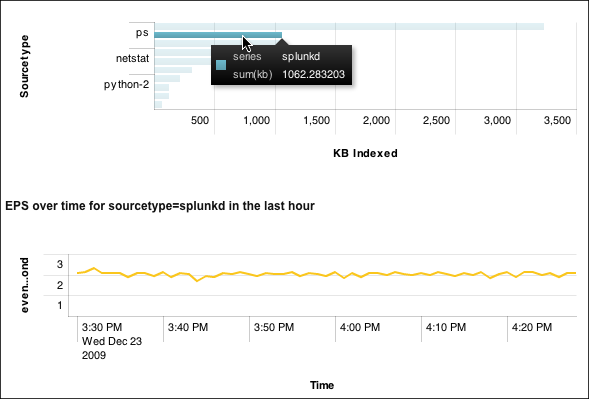 Sourcetype
ps
netstat
python-2
series splunkd
sum(kb) 1062.283203
500 1,000 1,500 2,000 2,500 3,000 3,500
KB Indexed
EPS over time for sourcetype=splunkd in the last hour
even...ond
3
2
1
3:30 PM 3:40 PM 3:50 PM 4:00 PM 4:10 PM 4:20 PM
Wed Dec 23
2009
Time